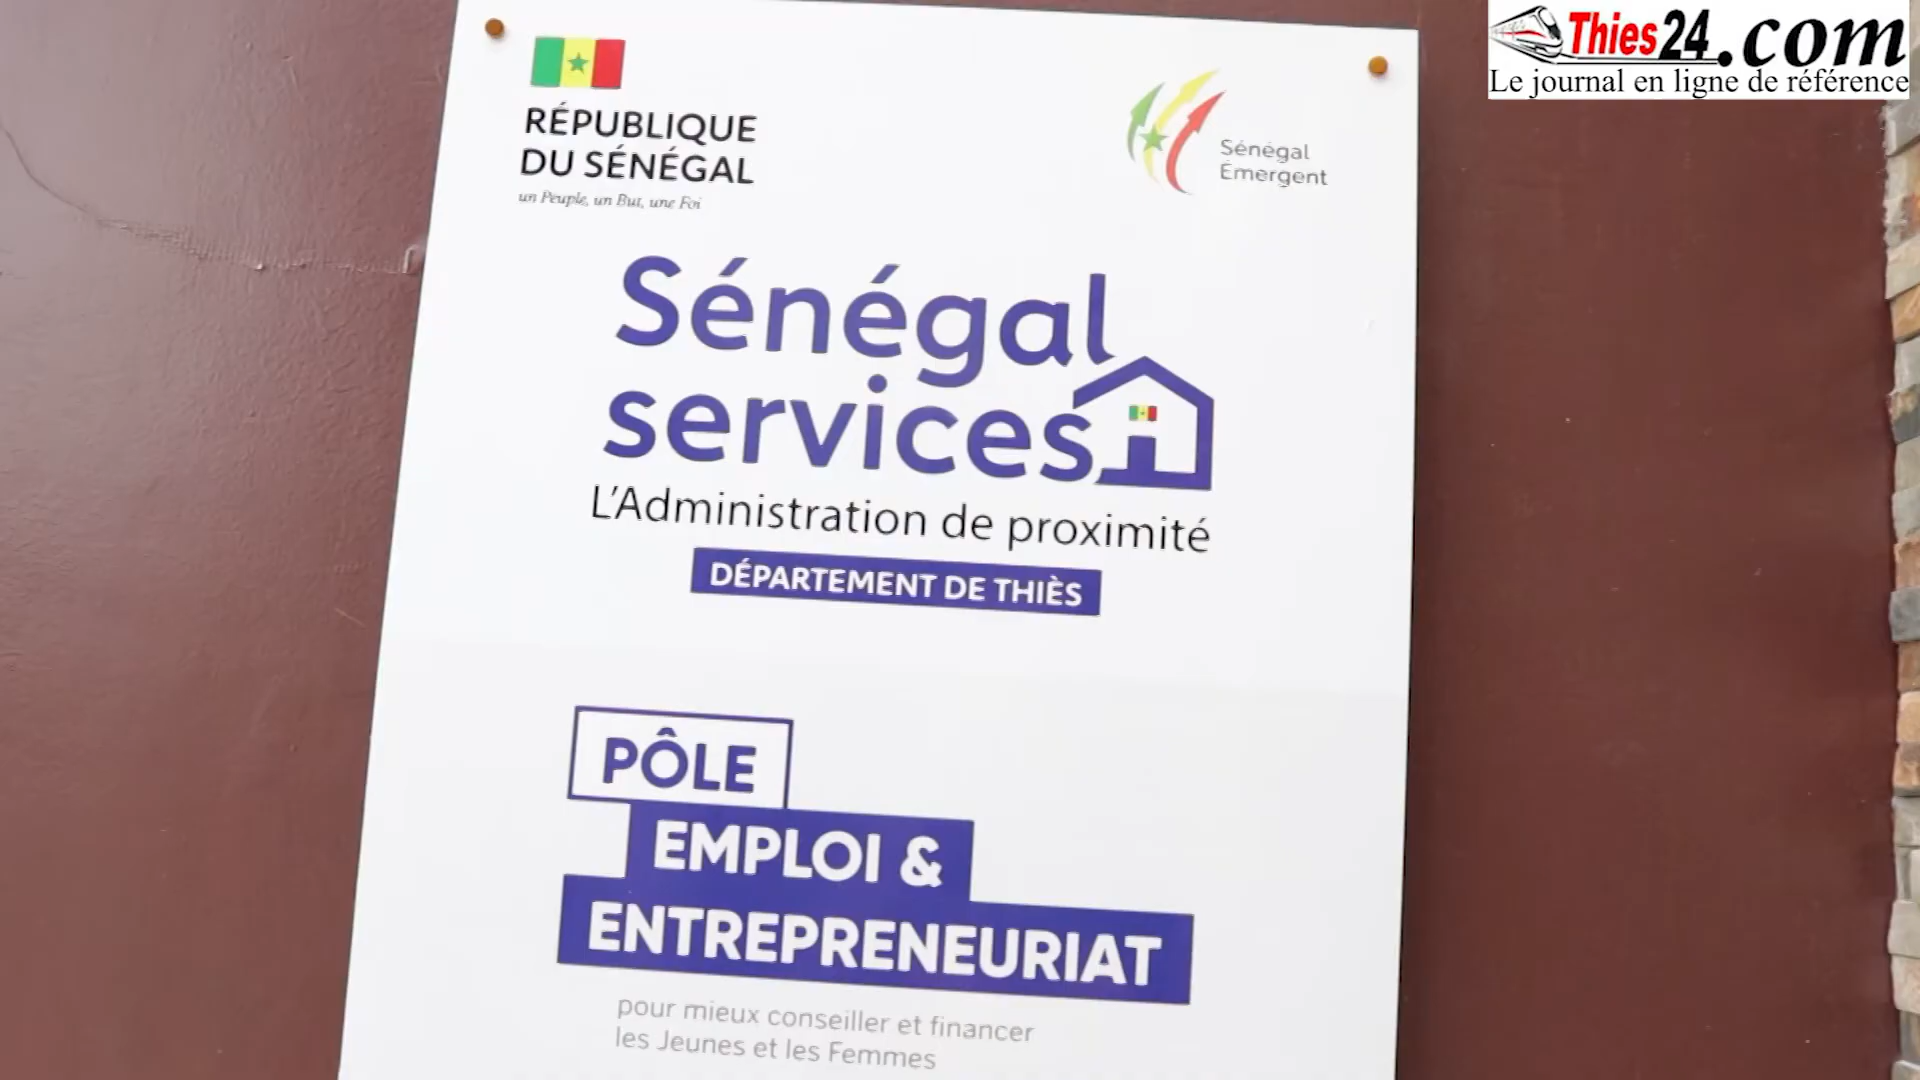 Thies24.com
Le journal en ligne de référence
RÉPUBLIQUE
DU SÉNÉGAL
un Peuple, un But, une Foi
Sénégal
Émergent
Sénégal
services
L'Administration de proximité
DÉPARTEMENT DE THIÈS
PÔLE
EMPLOI &
ENTREPRENEURIAT
pour mieux conseiller et financer
les Jeunes et les Femmes